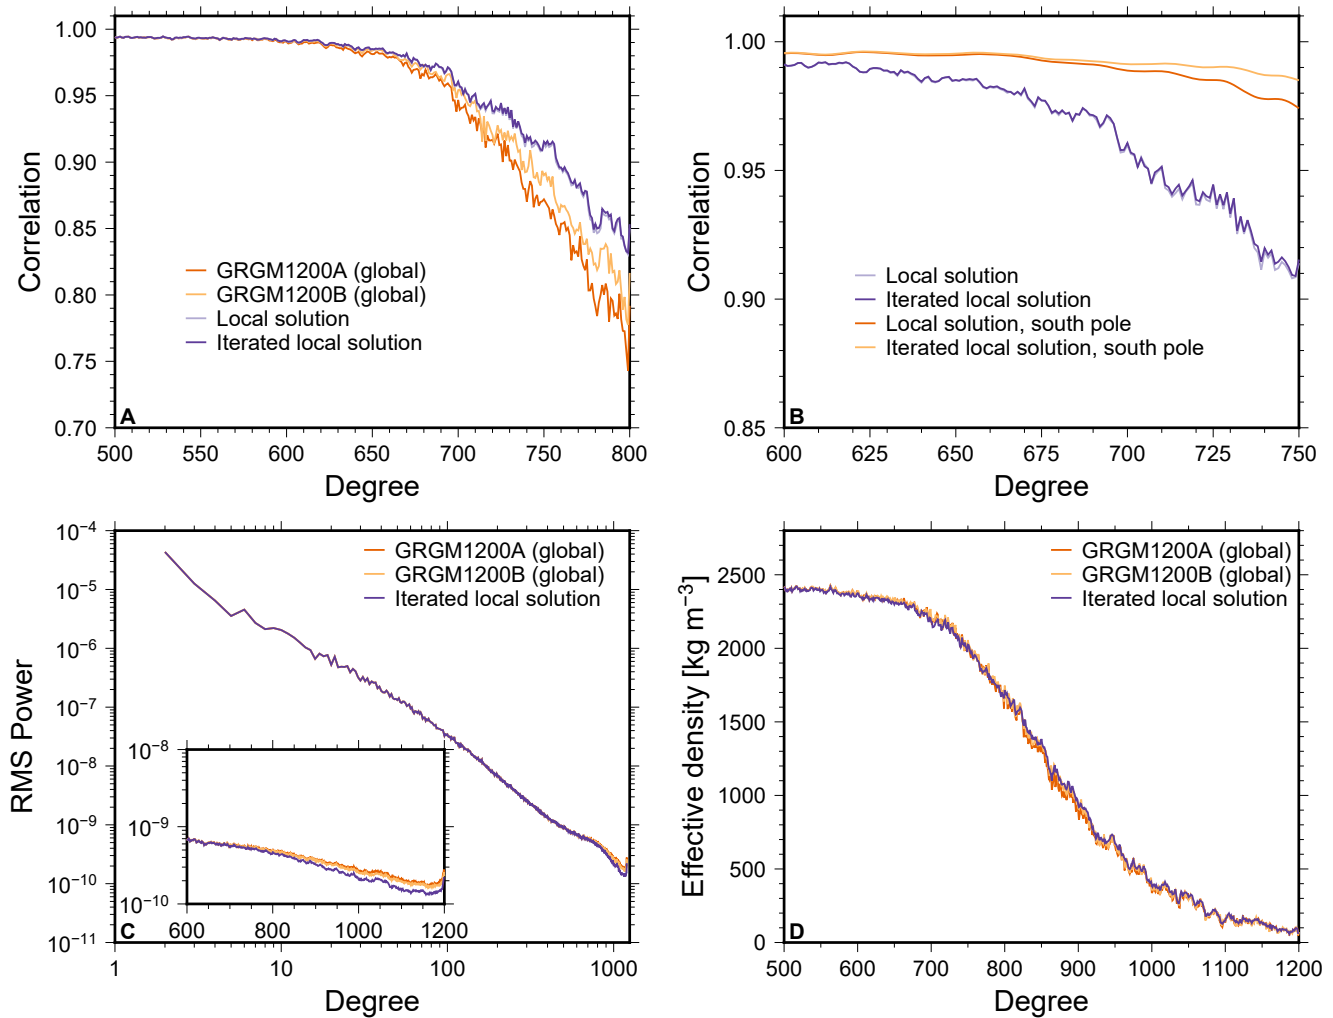 1.00
0.95
0.90
0.85
0.80
0.75
0.70
Correlation
GRGM1200A (global)
GRGM1200B (global)
Local solution
Iterated local solution
A
500 550 600 650 700 750 800
Degree
1.00
0.95
0.90
0.85
Correlation
Local solution
Iterated local solution
Local solution, south pole
Iterated local solution, south pole
B
600 625 650 675 700 725 750
Degree
10⁻⁴
10⁻⁵
10⁻⁶
10⁻⁷
10⁻⁸
10⁻⁹
10⁻¹⁰
10⁻¹¹
RMS Power
GRGM1200A (global)
GRGM1200B (global)
Iterated local solution
10⁻⁸
10⁻⁹
10⁻¹⁰
600 800 1000 1200
C
1 10 100 1000
Degree
2500
2000
1500
1000
500
0
Effective density [kg m⁻³]
GRGM1200A (global)
GRGM1200B (global)
Iterated local solution
D
500 600 700 800 900 1000 1100 1200
Degree